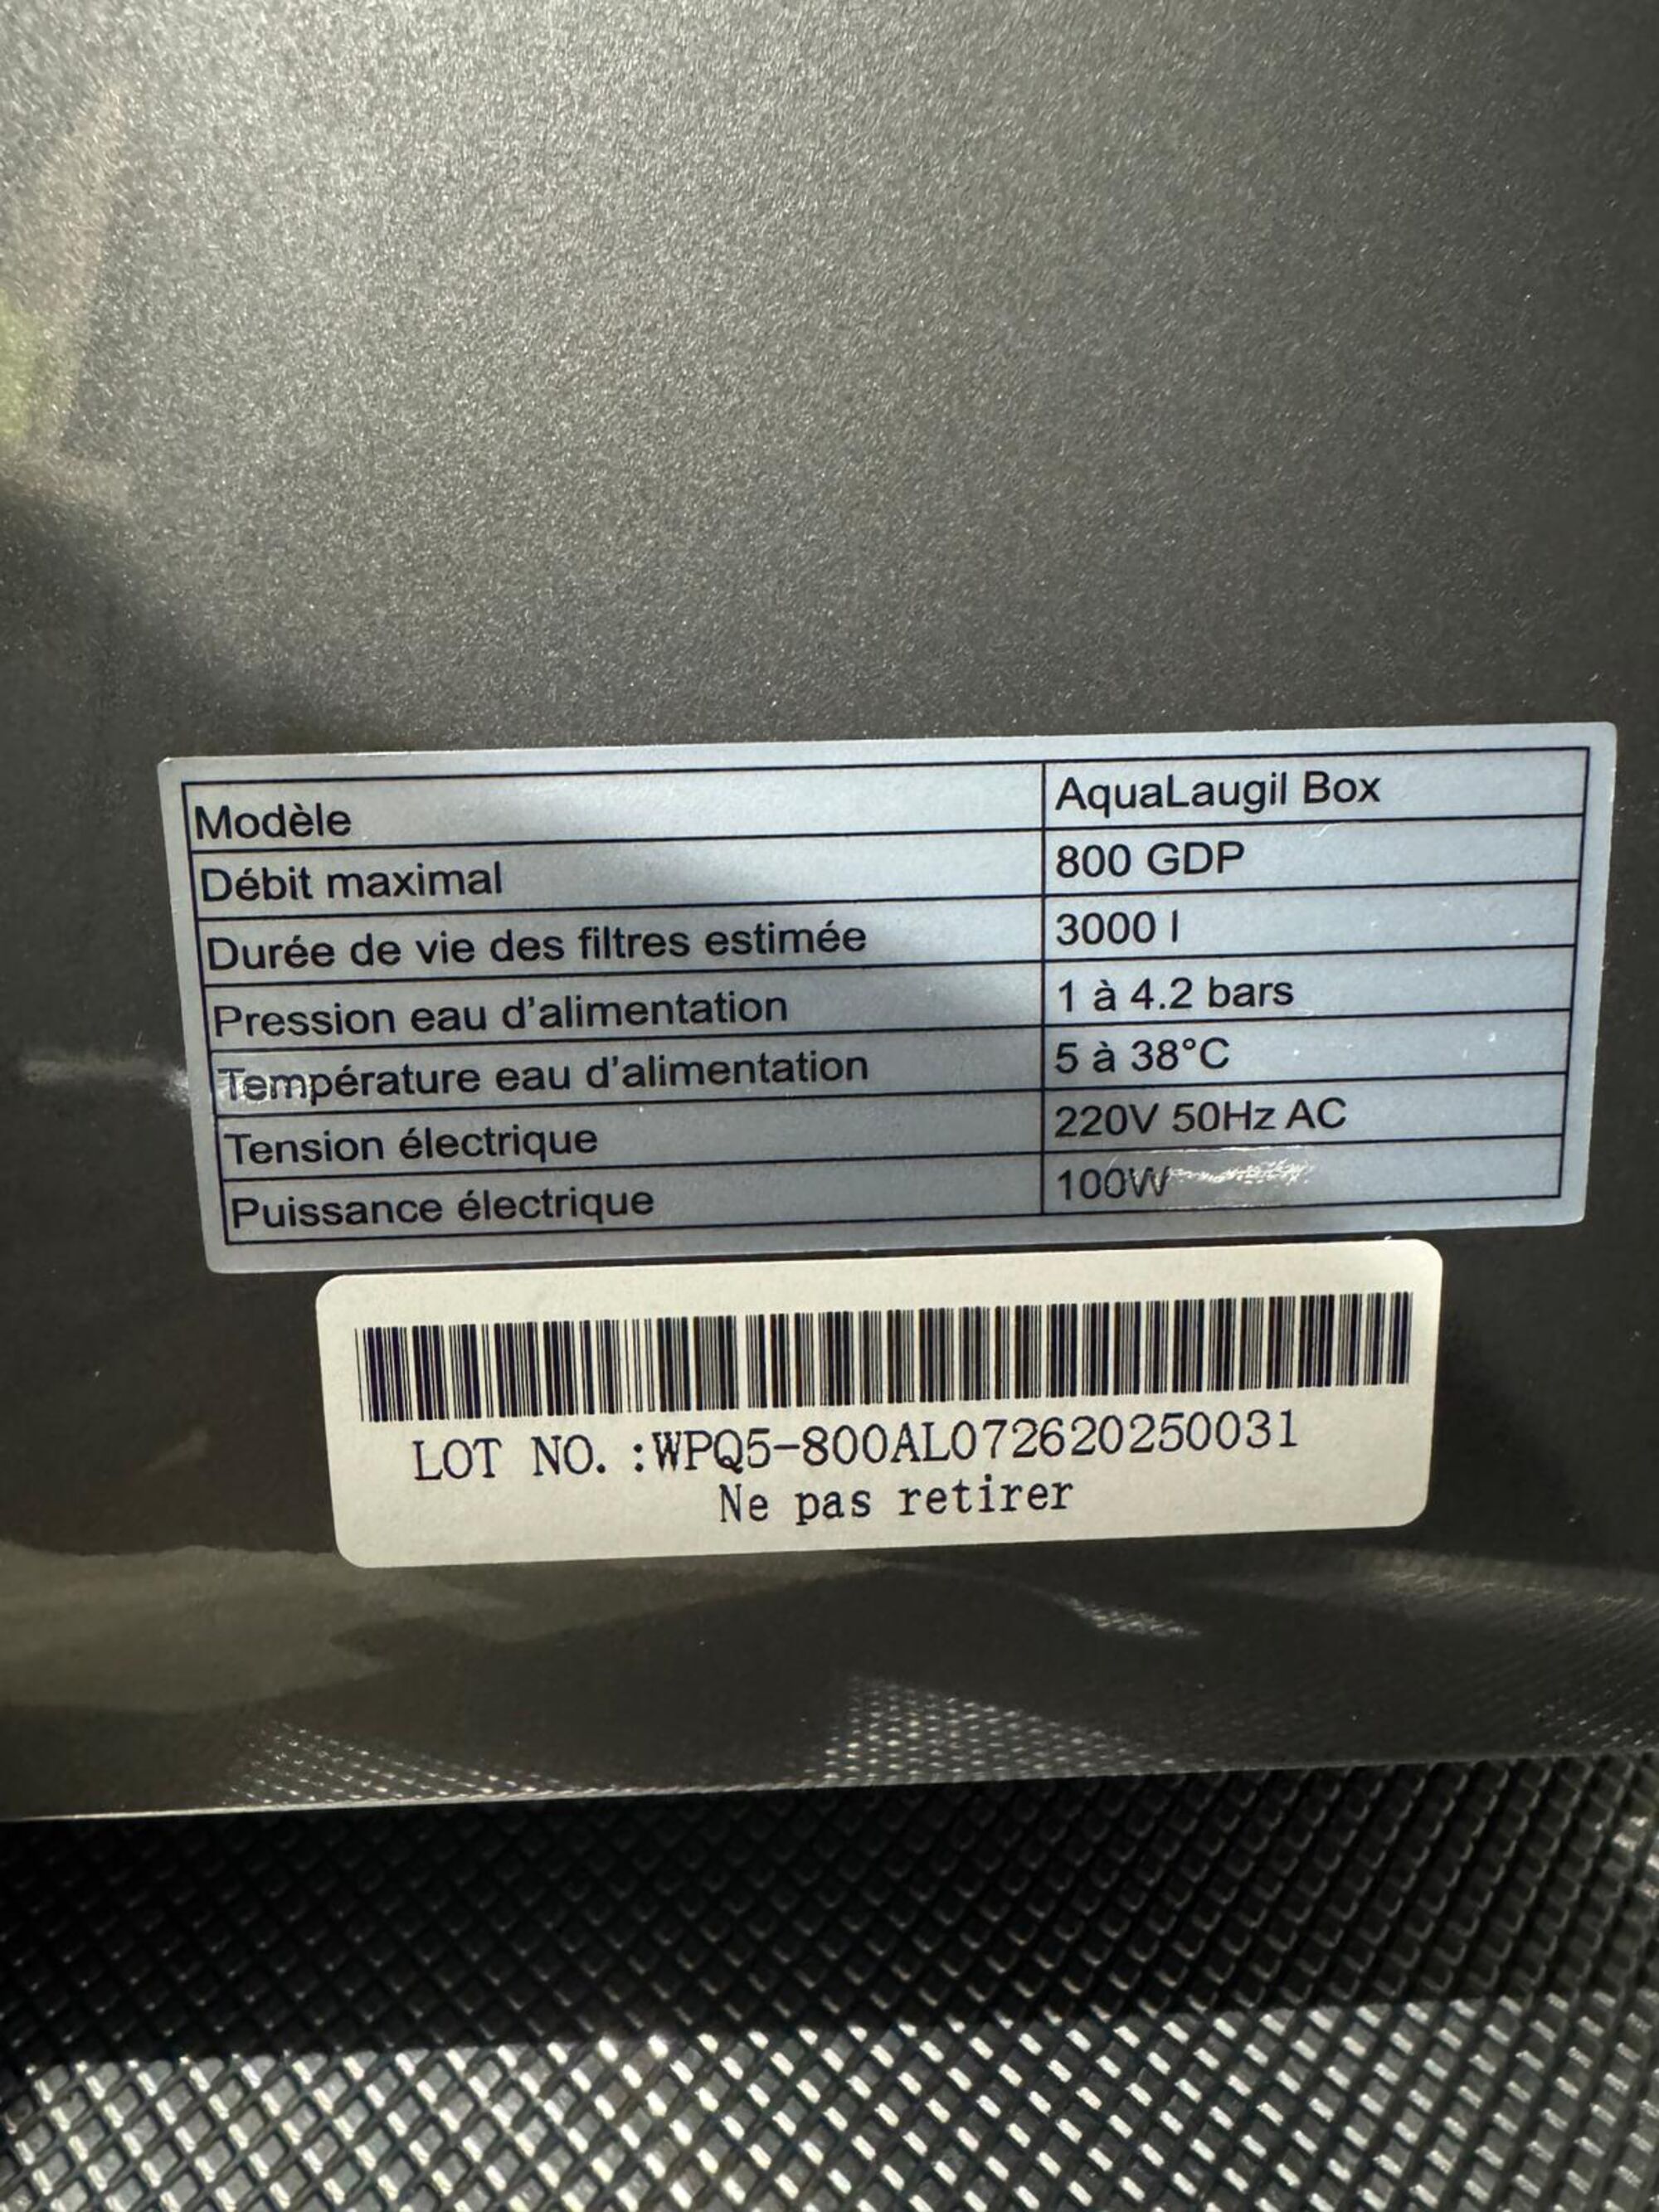 Modèle AquaLaugil Box
Débit maximal 800 GDP
Durée de vie des filtres estimée 3000 l
Pression eau d'alimentation 1 à 4.2 bars
Température eau d'alimentation 5 à 38°C
Tension électrique 220V 50Hz AC
Puissance électrique 100W
LOT NO. :WPQ5-800AL072620250031
Ne pas retirer